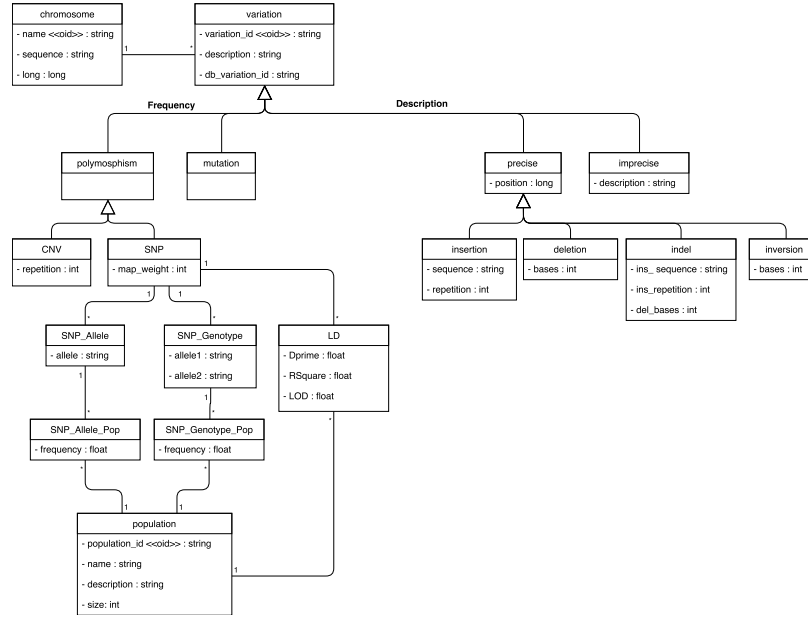 chromosome
- name <<oid>> : string
- sequence : string
- long : long
1
*
variation
- variation_id <<oid>> : string
- description : string
- db_variation_id : string
Frequency
Description
polymosphism
mutation
precise
- position : long
imprecise
- description : string
CNV
- repetition : int
SNP
- map_weight : int
1
1
1
*
*
*
insertion
- sequence : string
- repetition : int
deletion
- bases : int
indel
- ins_ sequence : string
- ins_repetition : int
- del_bases : int
inversion
- bases : int
SNP_Allele
- allele : string
1
*
SNP_Genotype
- allele1 : string
- allele2 : string
1
*
LD
- Dprime : float
- RSquare : float
- LOD : float
*
SNP_Allele_Pop
- frequency : float
*
SNP_Genotype_Pop
- frequency : float
*
1
1
population
- population_id <<oid>> : string
- name : string
- description : string
- size: int
1